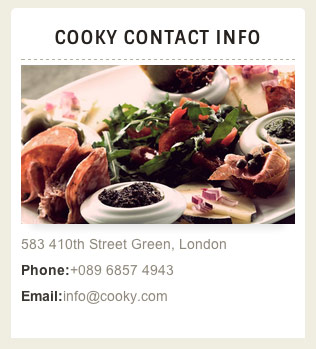 COOKY CONTACT INFO
583 410th Street Green, London
Phone:+089 6857 4943
Email:info@cooky.com